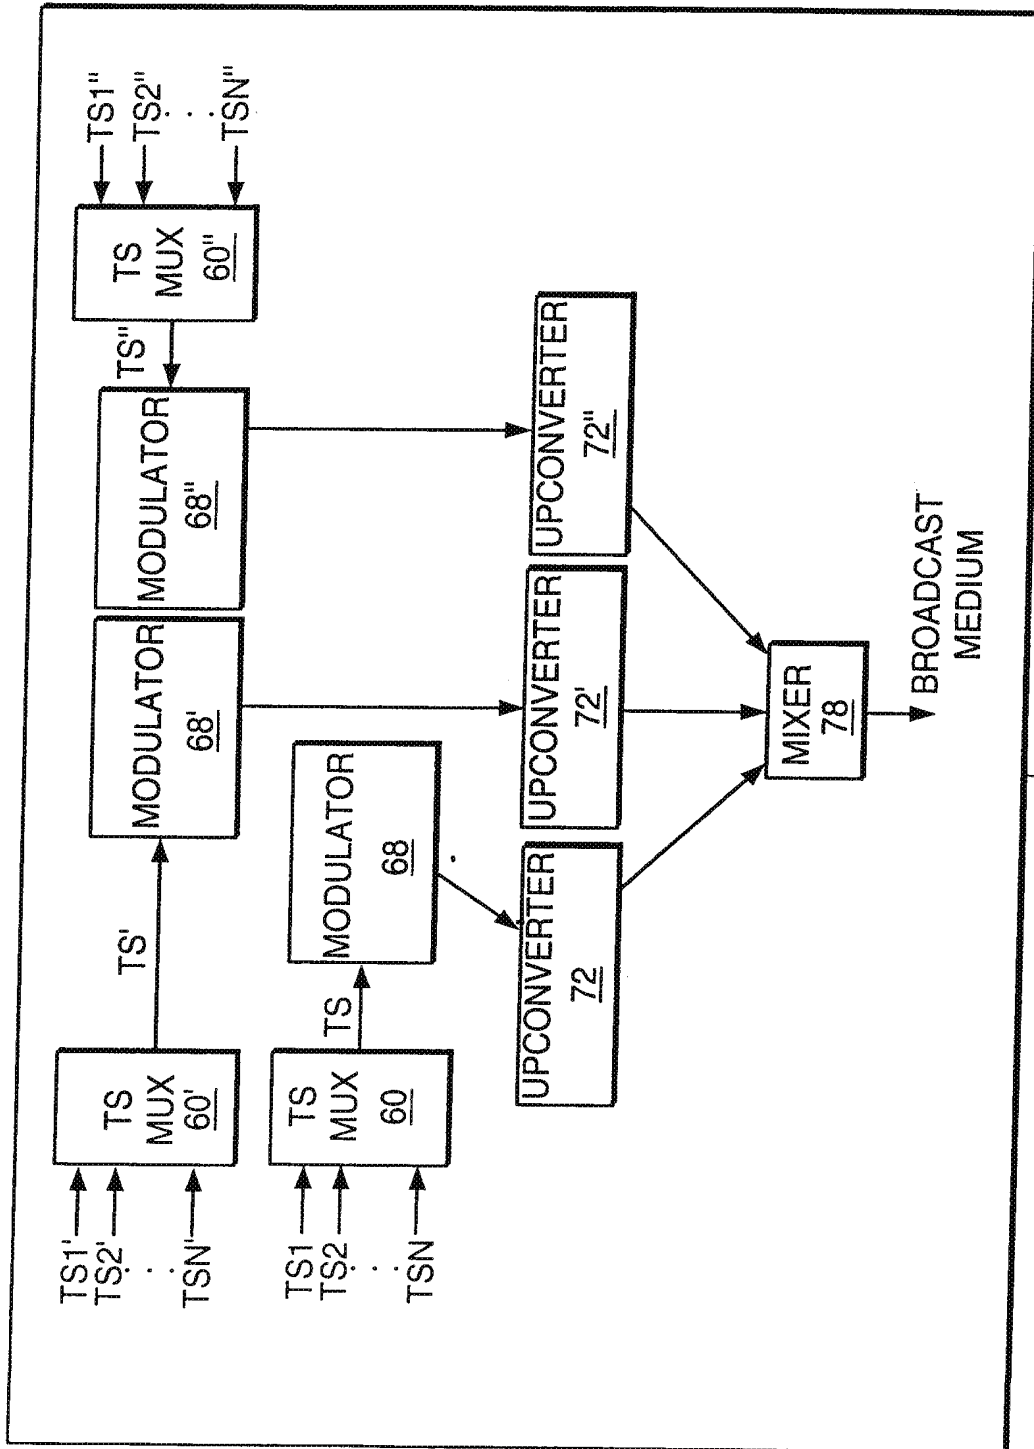 TS1'
TS2'
. . .
TSN'
TS
MUX
60'
TS'
MODULATOR
68'
MODULATOR
68"
TS"
TS
MUX
60"
TS1"
TS2"
. . .
TSN"
TS1
TS2
. . .
TSN
TS
MUX
60
TS
MODULATOR
68
UPCONVERTER
72
UPCONVERTER
72'
UPCONVERTER
72"
MIXER
78
BROADCAST
MEDIUM